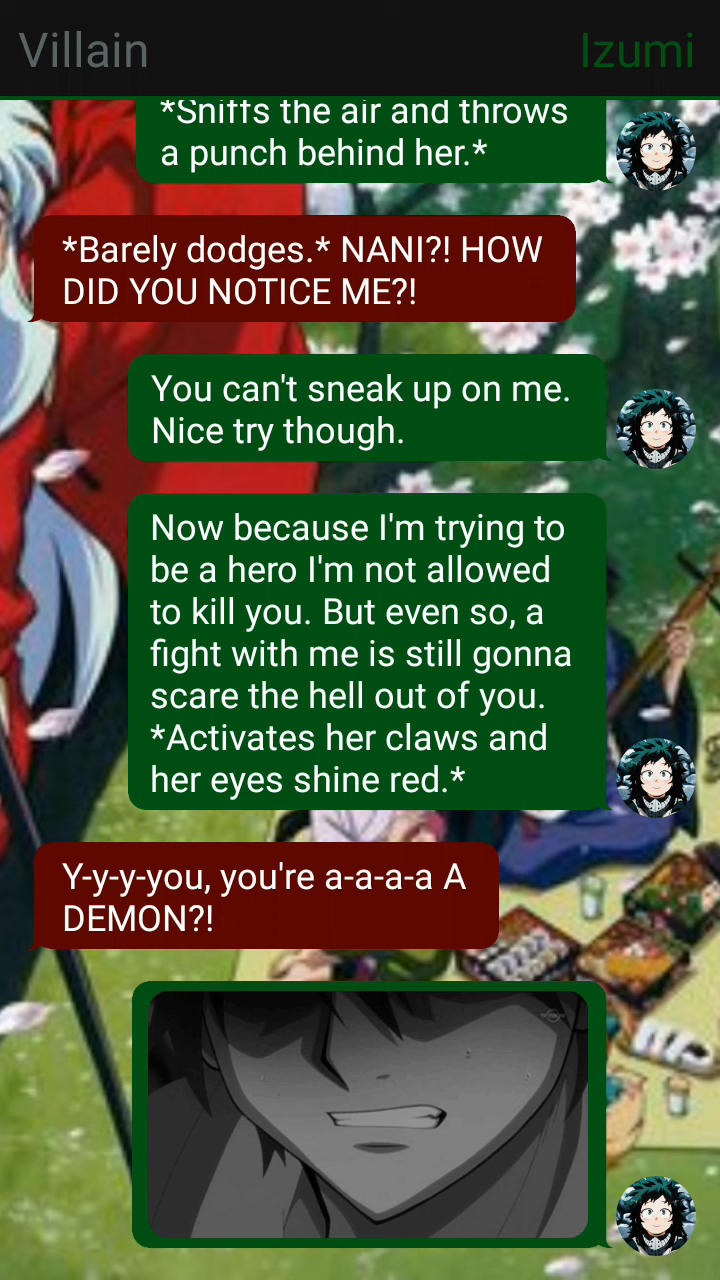 Villain
Izumi
*Sniffs the air and throws
a punch behind her.*
*Barely dodges.* NANI?! HOW
DID YOU NOTICE ME?!
You can't sneak up on me.
Nice try though.
Now because I'm trying to
be a hero I'm not allowed
to kill you. But even so, a
fight with me is still gonna
scare the hell out of you.
*Activates her claws and
her eyes shine red.*
Y-y-y-you, you're a-a-a-a A
DEMON?!